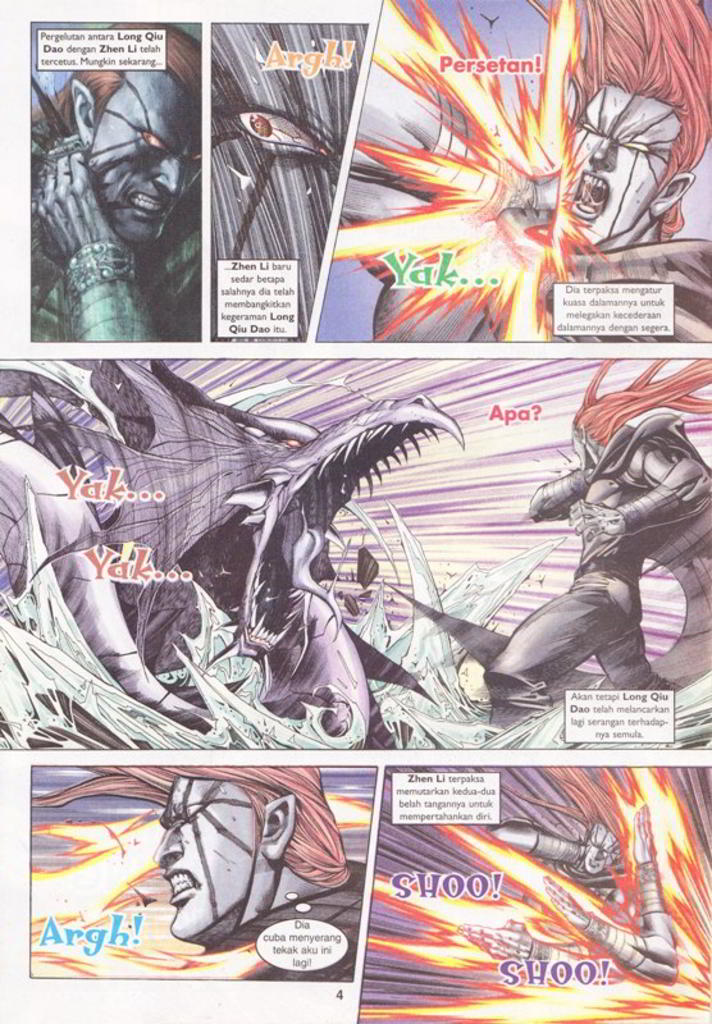 Pergelutan antara Long Qiu
Dao dengan Zhen Li telah
tercetus. Mungkin sekarang...
Argh!
...Zhen Li baru
sedar betapa
salahnya dia telah
membangkitkan
kegeraman Long
Qiu Dao itu.
Persetan!
Yak...
Dia terpaksa mengatur
kuasa dalamannya untuk
melegakan kecederaan
dalamannya dengan segera.
Yak...
Yak...
Apa?
Akan tetapi Long Qiu
Dao telah melancarkan
lagi serangan terhadap-
nya semula.
Argh!
Dia
cuba menyerang
tekak aku ini
lagi!
Zhen Li terpaksa
memutarkan kedua-dua
belah tangannya untuk
mempertahankan diri.
SHOO!
SHOO!
4